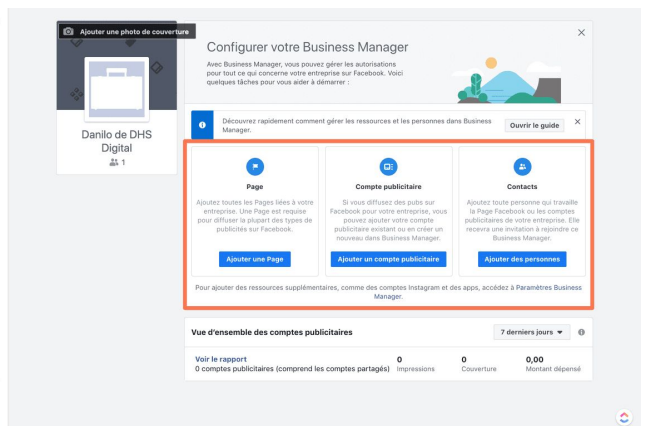 Ajouter une photo de couverture
Danilo de DHS
Digital
1
Configurer votre Business Manager
Avec Business Manager, vous pouvez gérer les autorisations
pour tout ce qui concerne votre entreprise sur Facebook. Voici
quelques tâches pour vous aider à démarrer :
Découvrez rapidement comment gérer les ressources et les personnes dans Business
Manager.
Ouvrir le guide
Page
Ajoutez toutes les Pages liées à votre
entreprise. Une Page est requise
pour diffuser la plupart des types de
publicités sur Facebook.
Ajouter une Page
Compte publicitaire
Si vous diffusez des pubs sur
Facebook pour votre entreprise, vous
pouvez ajouter votre compte
publicitaire existant ou en créer un
nouveau dans Business Manager.
Ajouter un compte publicitaire
Contacts
Ajoutez toute personne qui travaille
la Page Facebook ou les comptes
publicitaires de votre entreprise. Elle
recevra une invitation à rejoindre ce
Business Manager.
Ajouter des personnes
Pour ajouter des ressources supplémentaires, comme des comptes Instagram et des apps, accédez à Paramètres Business
Manager.
Vue d'ensemble des comptes publicitaires
7 derniers jours
Voir le rapport
0 comptes publicitaires (comprend les comptes partagés)
0
Impressions
0
Couverture
0,00
Montant dépensé